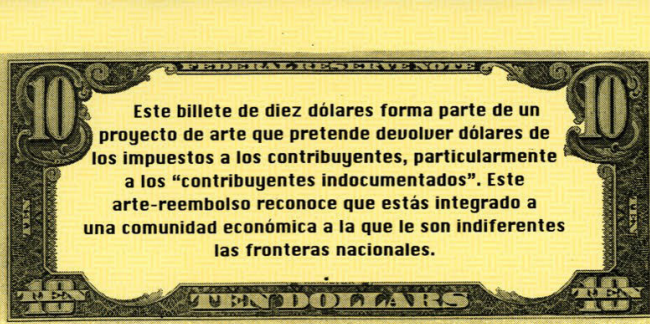 FEDERAL RESERVE NOTE
10 10
Este billete de diez dólares forma parte de un
proyecto de arte que pretende devolver dólares de
los impuestos a los contribuyentes, particularmente
a los “contribuyentes indocumentados”. Este
arte-reembolso reconoce que estás integrado a
una comunidad económica a la que le son indiferentes
las fronteras nacionales.
TEN TEN
10 10
TEN TEN DOLLARS TEN